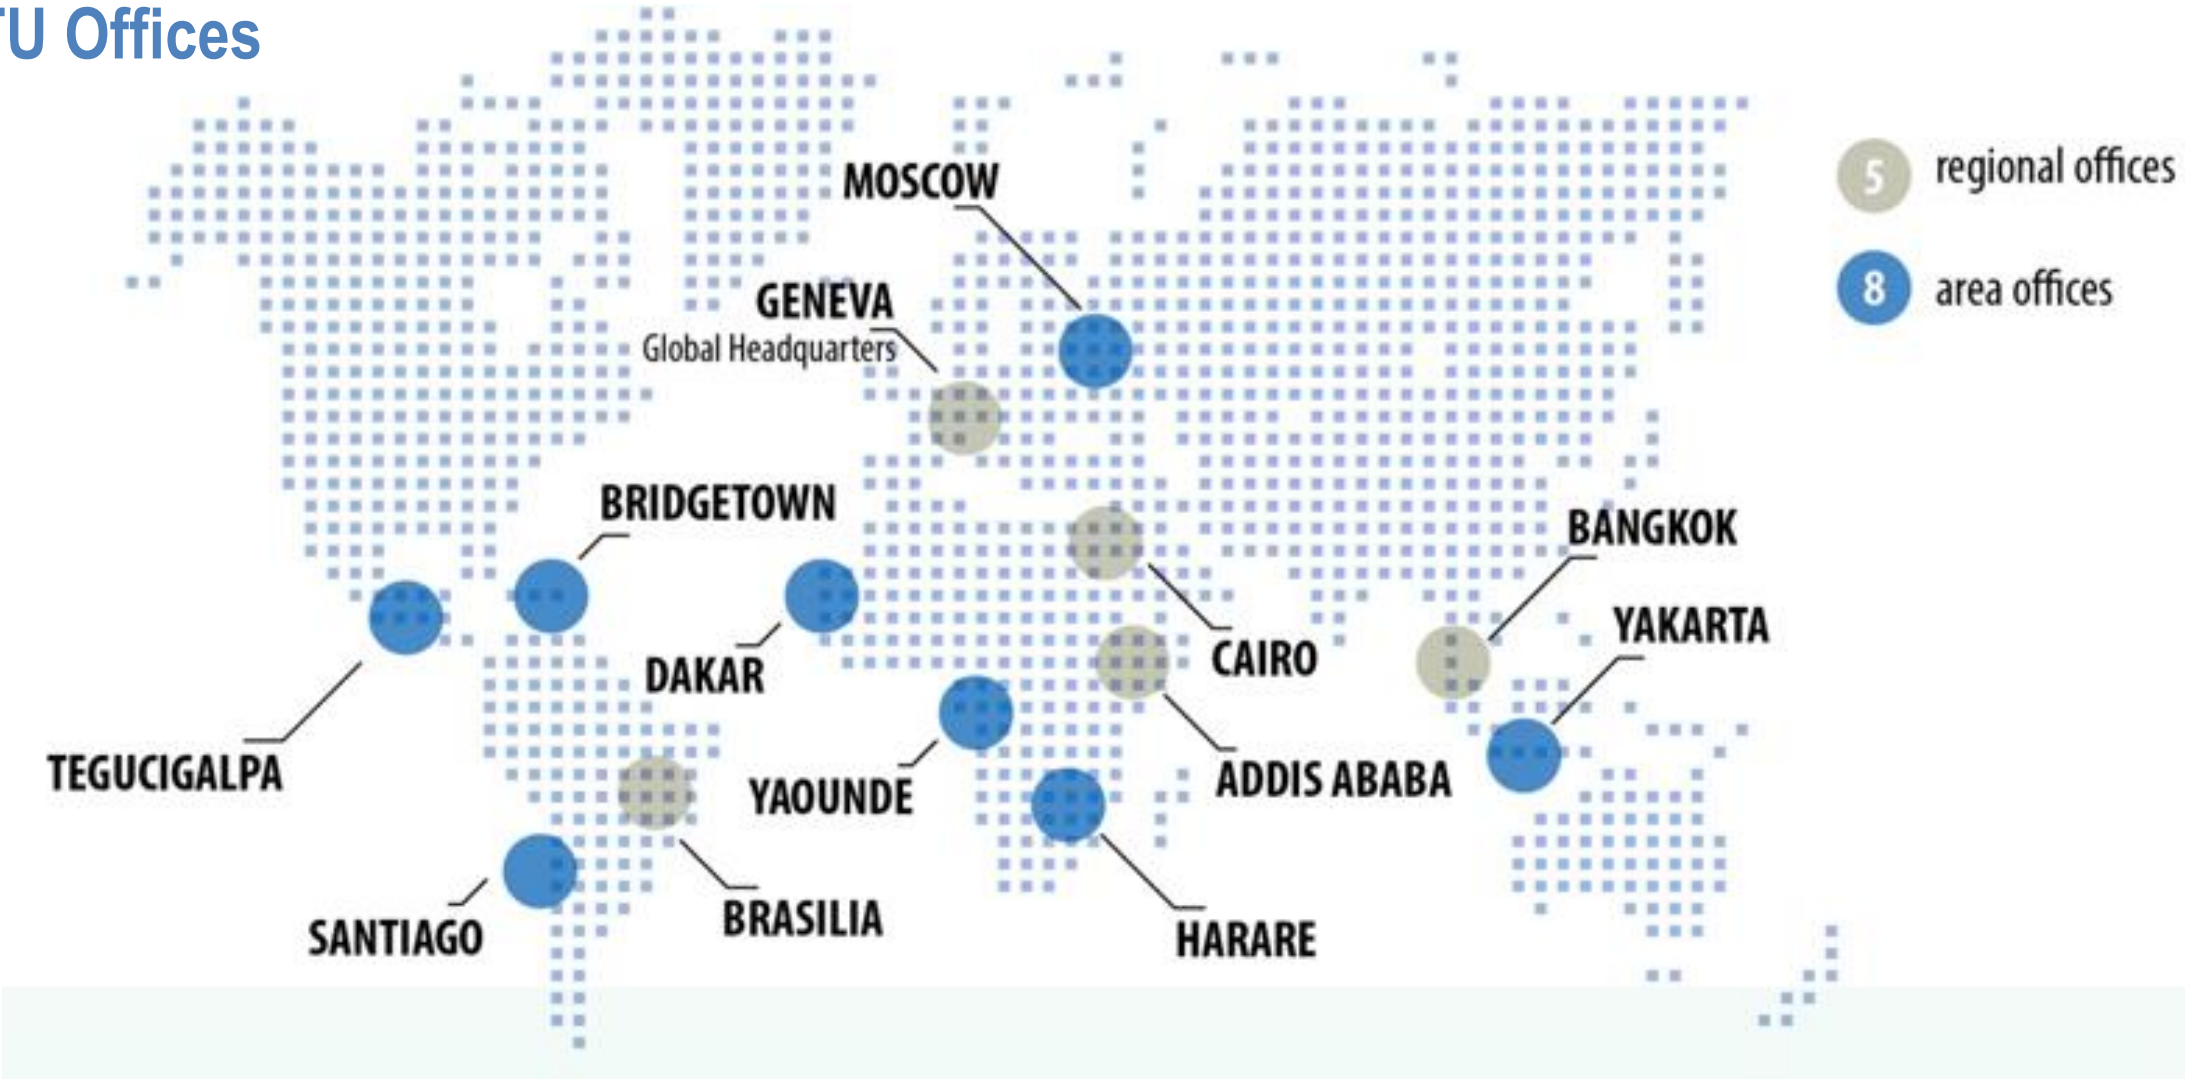 TU Offices
MOSCOW
5 regional offices
GENEVA
Global Headquarters
8 area offices
BRIDGETOWN
BANGKOK
YAKARTA
DAKAR
CAIRO
TEGUCIGALPA
YAOUNDE
ADDIS ABABA
SANTIAGO
BRASILIA
HARARE